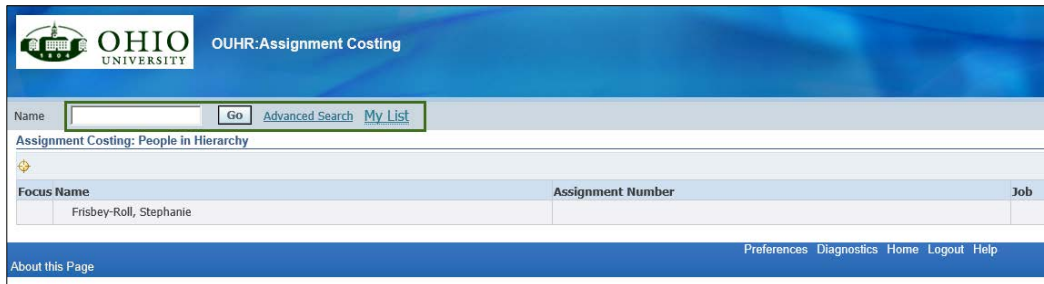 OHIO
UNIVERSITY
1804
OUHR:Assignment Costing
Name Go Advanced Search My List
Assignment Costing: People in Hierarchy
Focus Name Assignment Number Job
Frisbey-Roll, Stephanie
Preferences Diagnostics Home Logout Help
About this Page